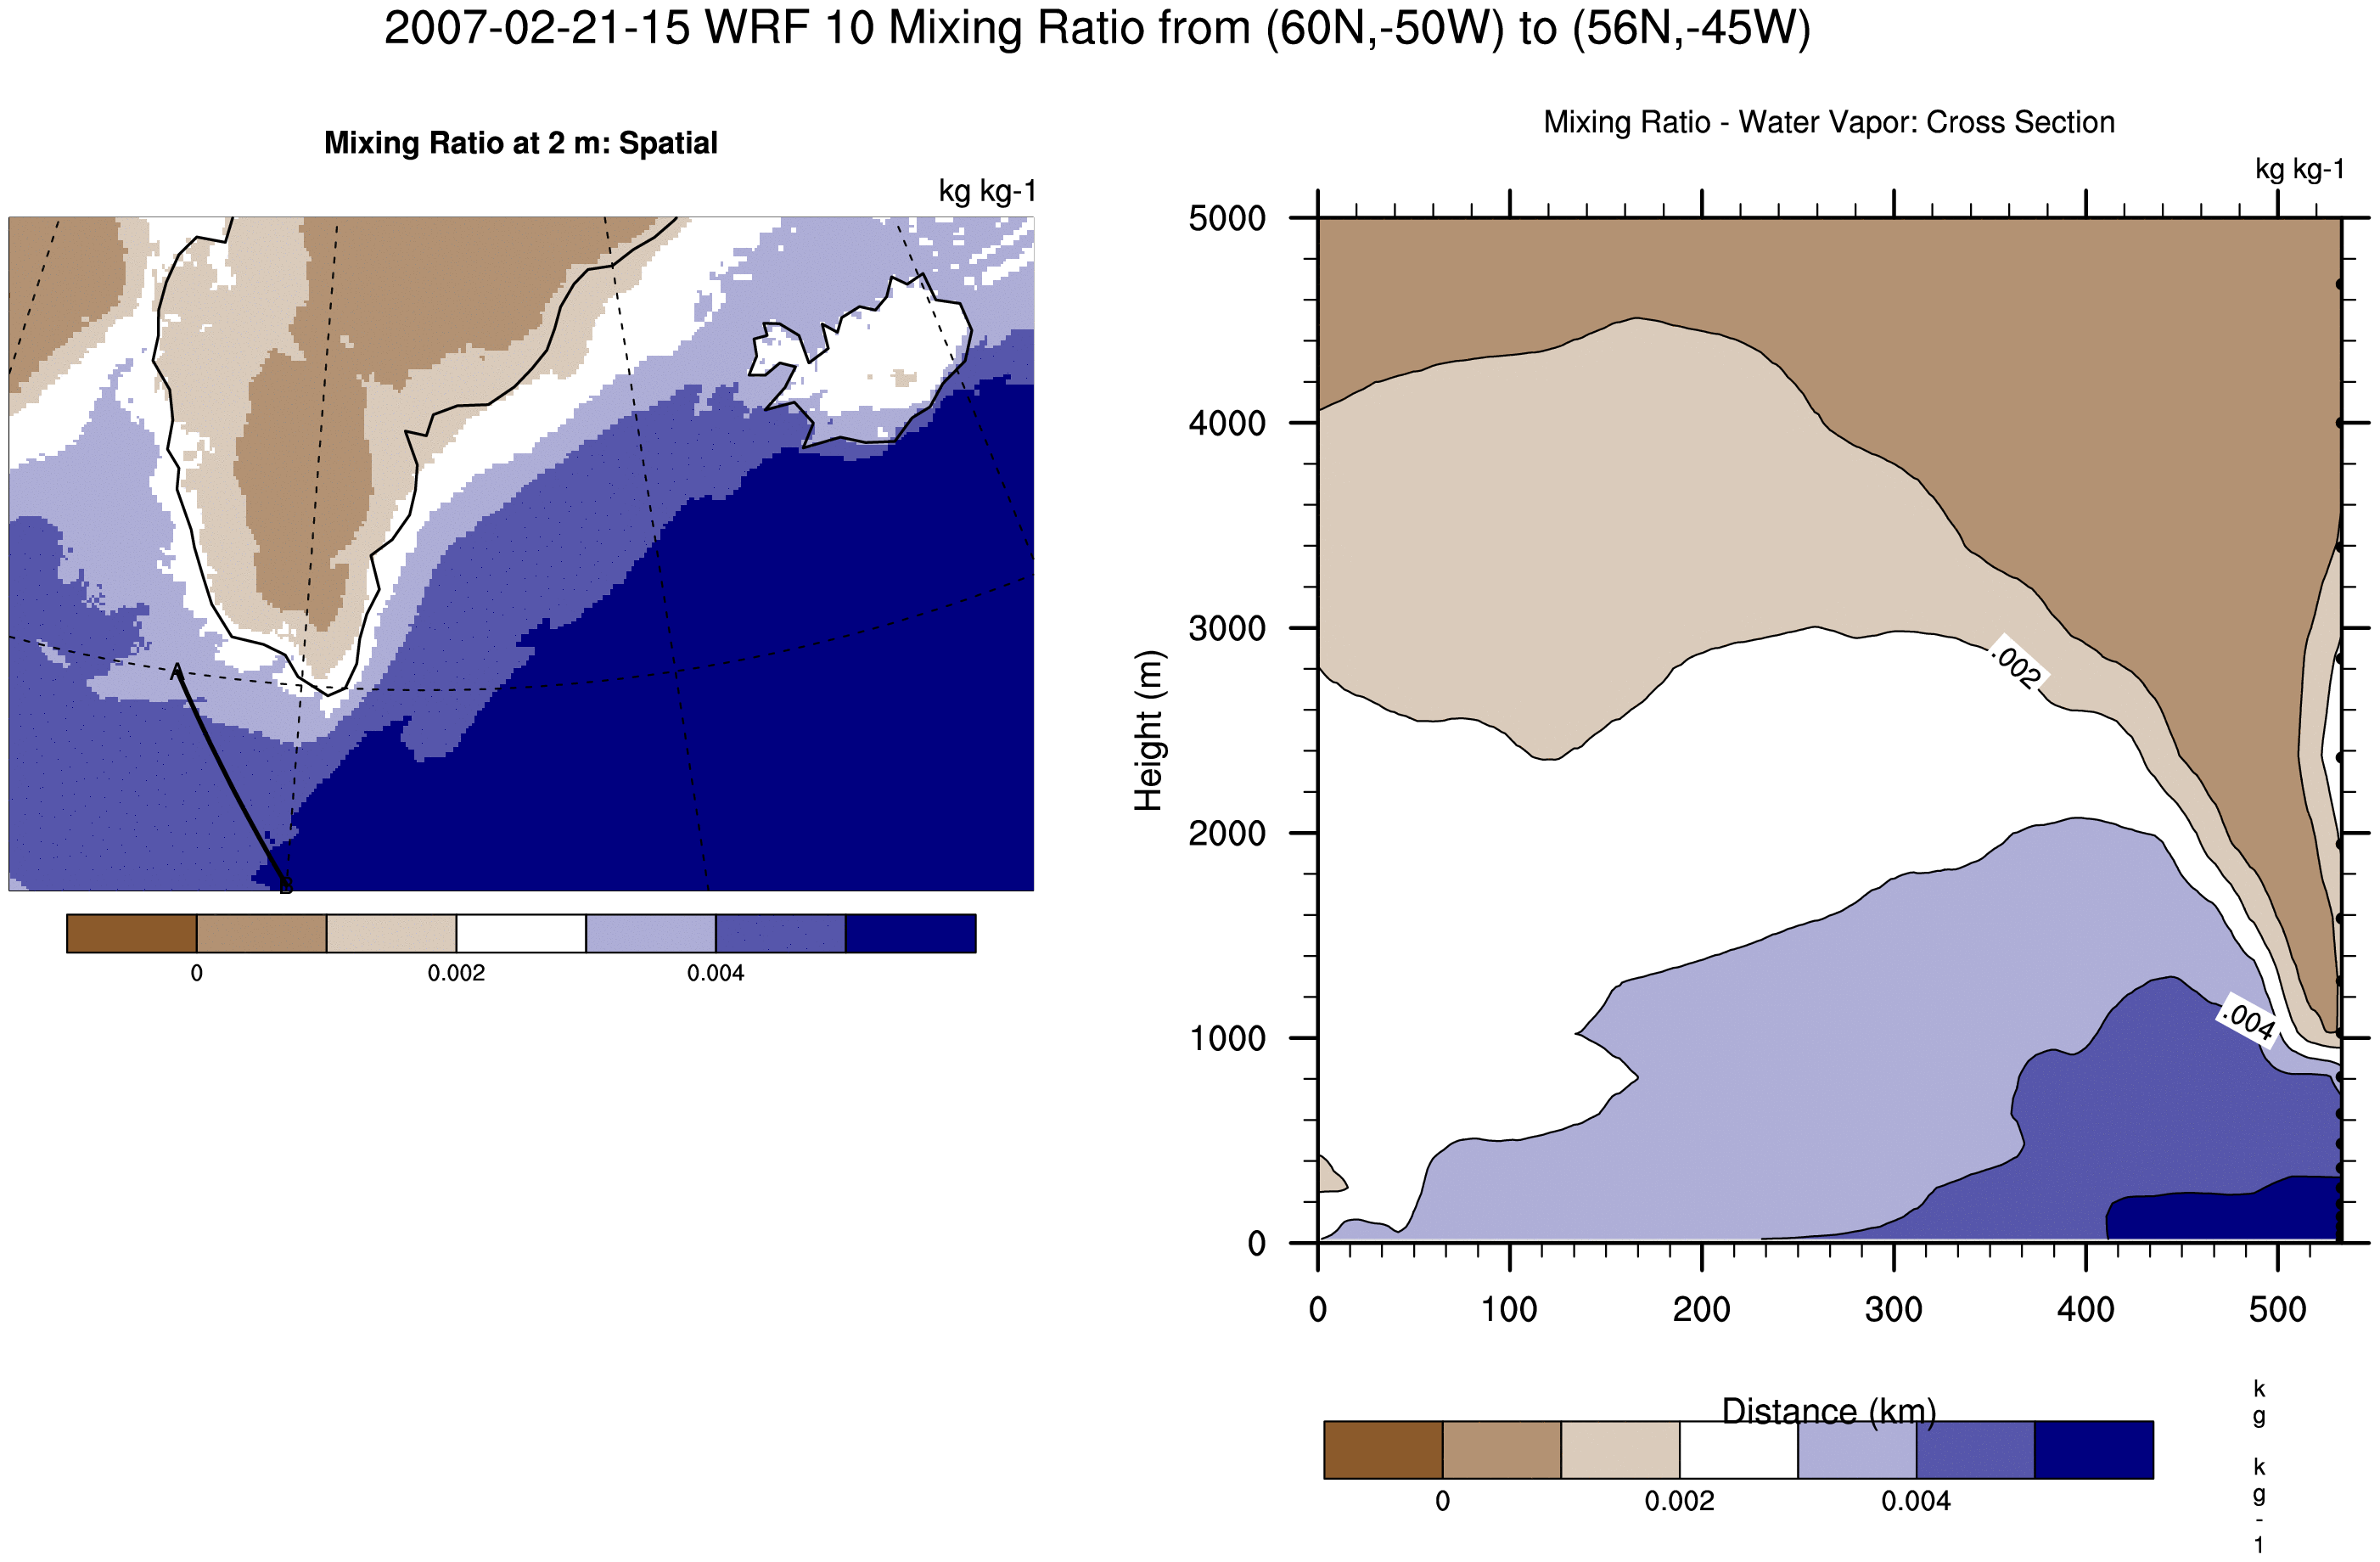 2007-02-21-15 WRF 10 Mixing Ratio from (60N,-50W) to (56N,-45W)
Mixing Ratio at 2 m: Spatial
kg kg-1
A
B
0 0.002 0.004
Mixing Ratio - Water Vapor: Cross Section
kg kg-1
5000
4000
3000
2000
1000
0
Height (m)
.002
.004
0 100 200 300 400 500
Distance (km)
0 0.002 0.004
k
g
k
g
-
1